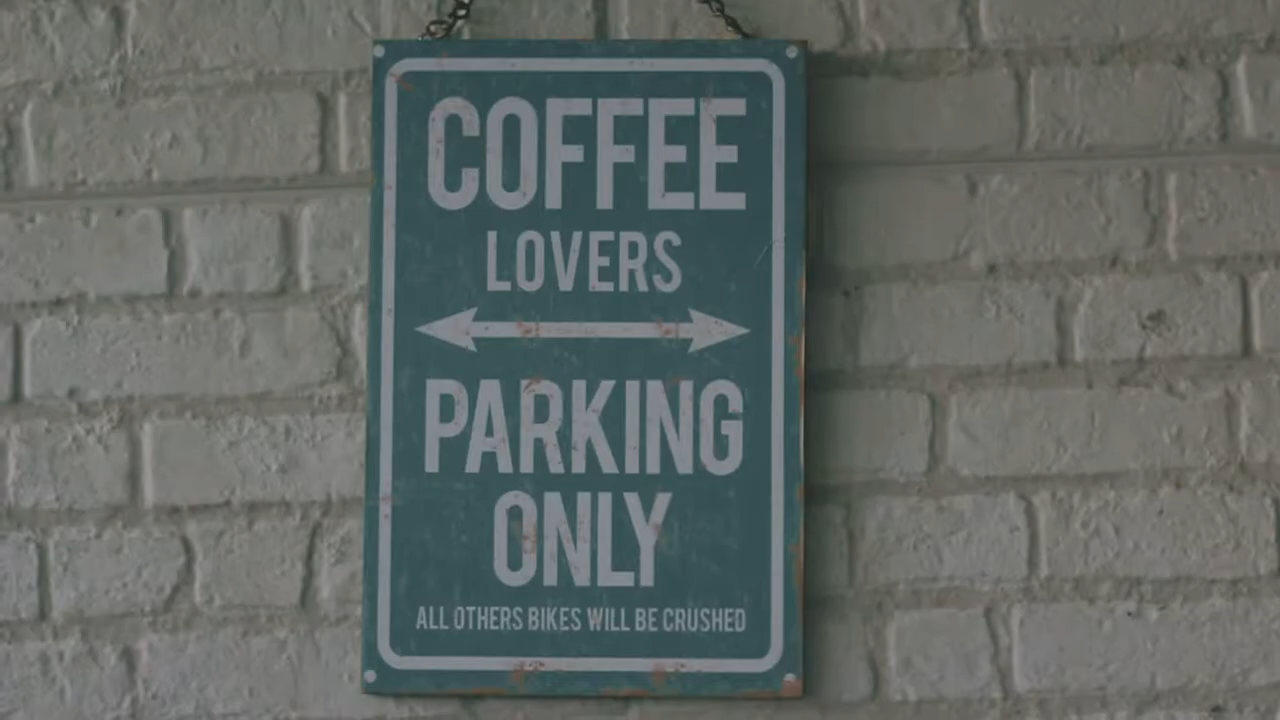 COFFEE
LOVERS
PARKING
ONLY
ALL OTHERS BIKES WILL BE CRUSHED